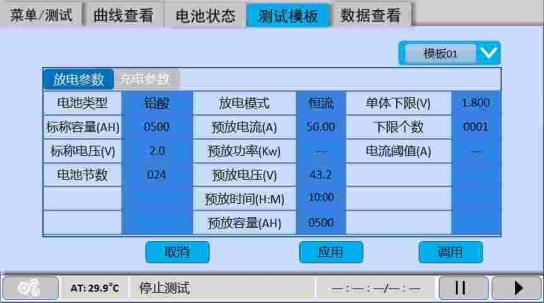 菜单/测试 曲线查看 电池状态 测试模板 数据查看
模板01
放电参数 充电参数
电池类型 铅酸 放电模式 恒流 单体下限(V) 1.800
标称容量(AH) 0500 预放电流(A) 50.00 下限个数 0001
标称电压(V) 2.0 预放功率(Kw) --- 电流阈值(A) ---
电池节数 024 预放电压(V) 43.2
预放时间(H:M) 10:00
预放容量(AH) 0500
取消 应用 调用
AT: 29.9°C 停止测试 --:--:--/--:--